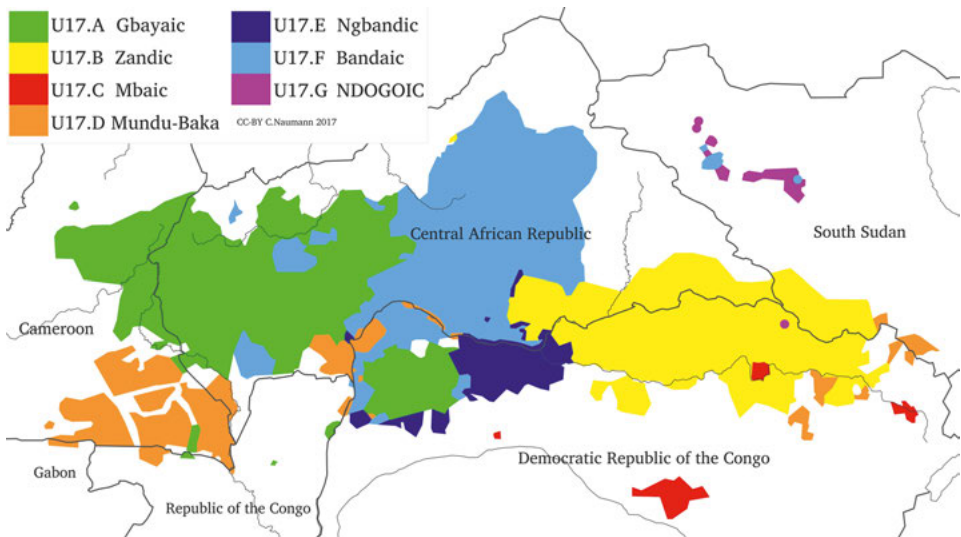 U17.A Gbayaic
U17.B Zandic
U17.C Mbaic
U17.D Mundu-Baka
U17.E Ngbandic
U17.F Bandaic
U17.G NDOGOIC
CC-BY C.Naumann 2017
Central African Republic
South Sudan
Cameroon
Democratic Republic of the Congo
Gabon
Republic of the Congo